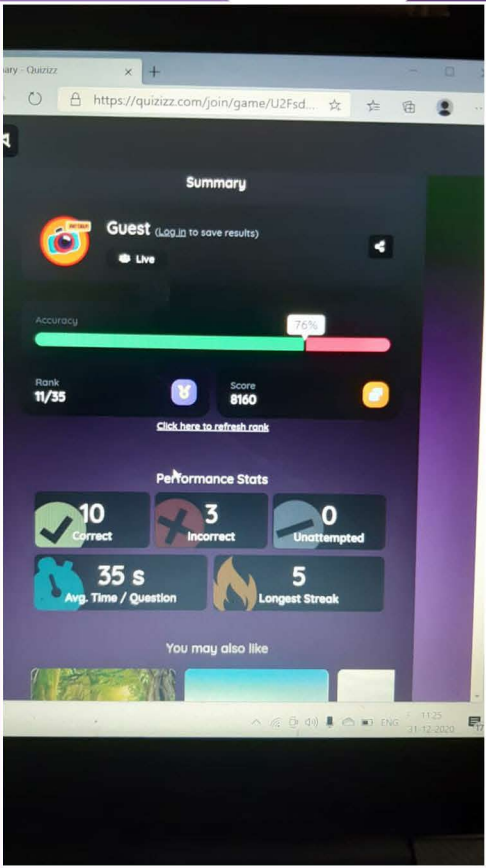 ary - Quizizz
https://quizizz.com/join/game/U2Fsd...
Summary
Guest (Log in to save results)
Live
Accuracy
76%
Rank
11/35
Score
8160
Click here to refresh rank
Performance Stats
10
Correct
3
Incorrect
0
Unattempted
35 s
Avg. Time / Question
5
Longest Streak
You may also like
ENG
11:25
31-12-2020
17